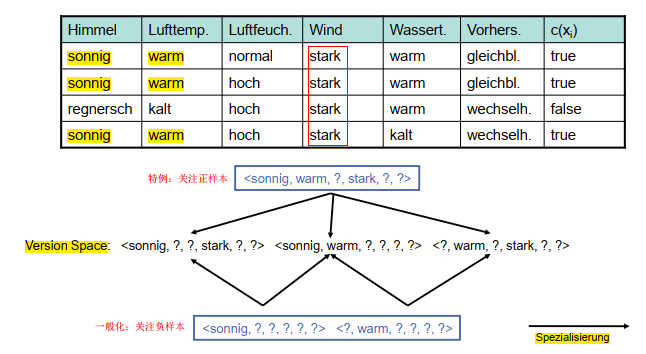 Himmel Lufttemp. Luftfeuch. Wind Wassert. Vorhers. c(xi)
sonnig warm normal stark warm gleichbl. true
sonnig warm hoch stark warm gleichbl. true
regnersch kalt hoch stark warm wechselh. false
sonnig warm hoch stark kalt wechselh. true
特例：关注正样本 <sonnig, warm, ?, stark, ?, ?>
Version Space: <sonnig, ?, ?, stark, ?, ?> <sonnig, warm, ?, ?, ?, ?> <?, warm, ?, stark, ?, ?>
一般化：关注负样本 <sonnig, ?, ?, ?, ?, ?> <?, warm, ?, ?, ?, ?>
Spezialisierung